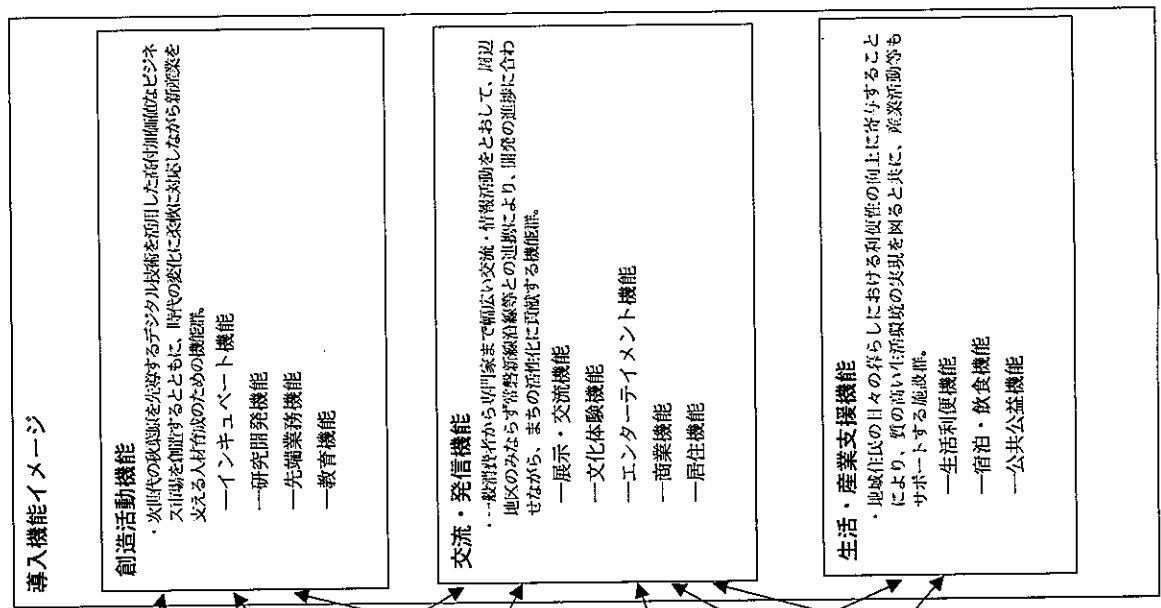 導入機能イメージ
創造活動機能
・次世代の秋葉原を先導するデジタル技術を活用した高付加価値なビジネ
ス市場を創造するとともに、時代の変化に柔軟に対応しながら新産業を
支える人材育成のための機能群。
―インキュベート機能
―研究開発機能
―先端業務機能
―教育機能
交流・発信機能
・一般消費者から専門家まで幅広い交流・情報活動をとおして、周辺
地区のみならず常磐新線沿線等との連携により、開発の進捗に合わ
せながら、まちの活性化に貢献する機能群。
―展示・交流機能
―文化体験機能
―エンターテイメント機能
―商業機能
―居住機能
生活・産業支援機能
・地域住民の日々の暮らしにおける利便性の向上に寄与すること
により、質の高い生活環境の実現を図ると共に、産業活動等も
サポートする施設群。
―生活利便機能
―宿泊・飲食機能
―公共公益機能